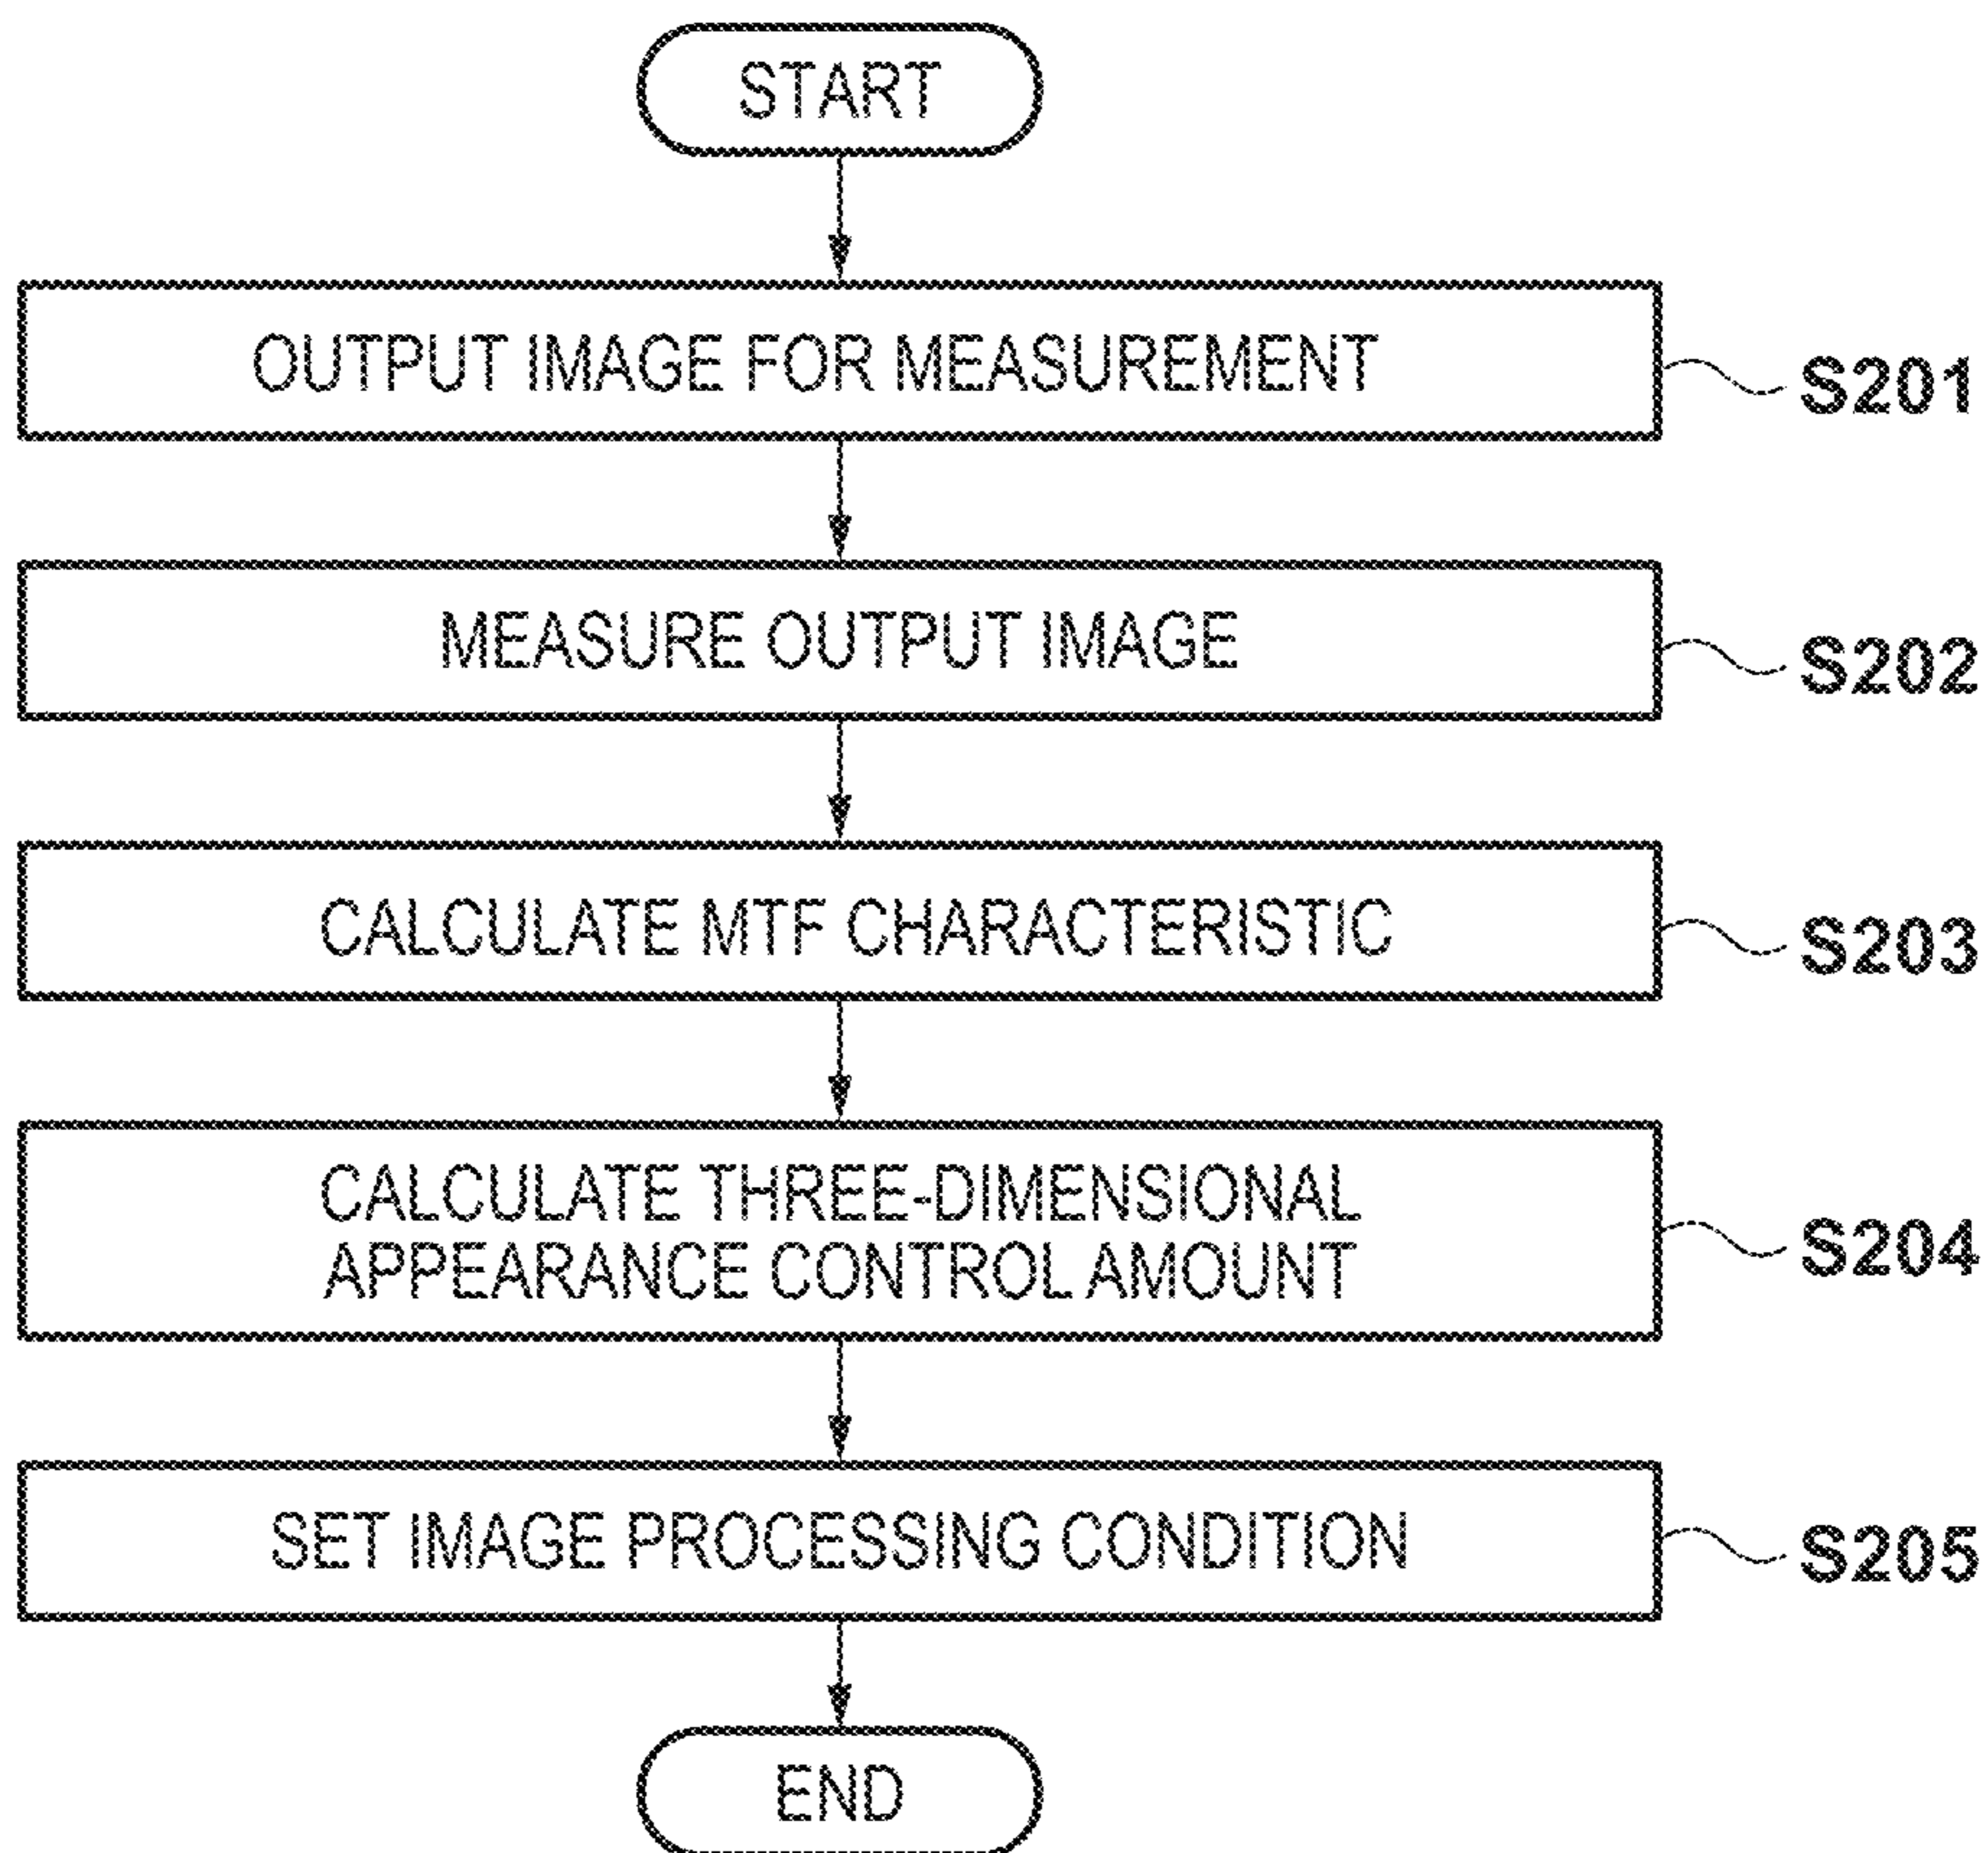 START
OUTPUT IMAGE FOR MEASUREMENT
S201
MEASURE OUTPUT IMAGE
S202
CALCULATE MTF CHARACTERISTIC
S203
CALCULATE THREE-DIMENSIONAL
APPEARANCE CONTROL AMOUNT
S204
SET IMAGE PROCESSING CONDITION
S205
END